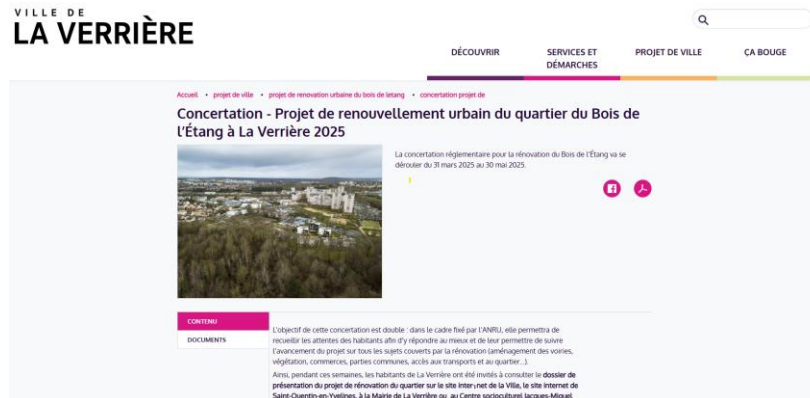 VILLE DE
LA VERRIÈRE
DÉCOUVRIR
SERVICES ET
DÉMARCHES
PROJET DE VILLE
ÇA BOUGE
Accueil • projet de ville • projet de renovation urbaine du bois de letang • concertation projet de
Concertation - Projet de renouvellement urbain du quartier du Bois de
l'Étang à La Verrière 2025
La concertation réglementaire pour la rénovation du Bois de l'Étang va se
dérouler du 31 mars 2025 au 30 mai 2025.
CONTENU
DOCUMENTS
L'objectif de cette concertation est double : dans le cadre fixé par l'ANRU, elle permettra de
recueillir les attentes des habitants afin d'y répondre au mieux et de leur permettre de suivre
l'avancement du projet sur tous les sujets couverts par la rénovation (aménagement des voiries,
végétation, commerces, parties communes, accès aux transports et au quartier...).
Ainsi, pendant ces semaines, les habitants de La Verrière ont été invités à consulter le dossier de
présentation du projet de rénovation du quartier sur le site internet de la Ville, le site internet de
Saint-Quentin-en-Yvelines, à la Mairie de La Verrière ou au Centre socioculturel Jacques-Miquel